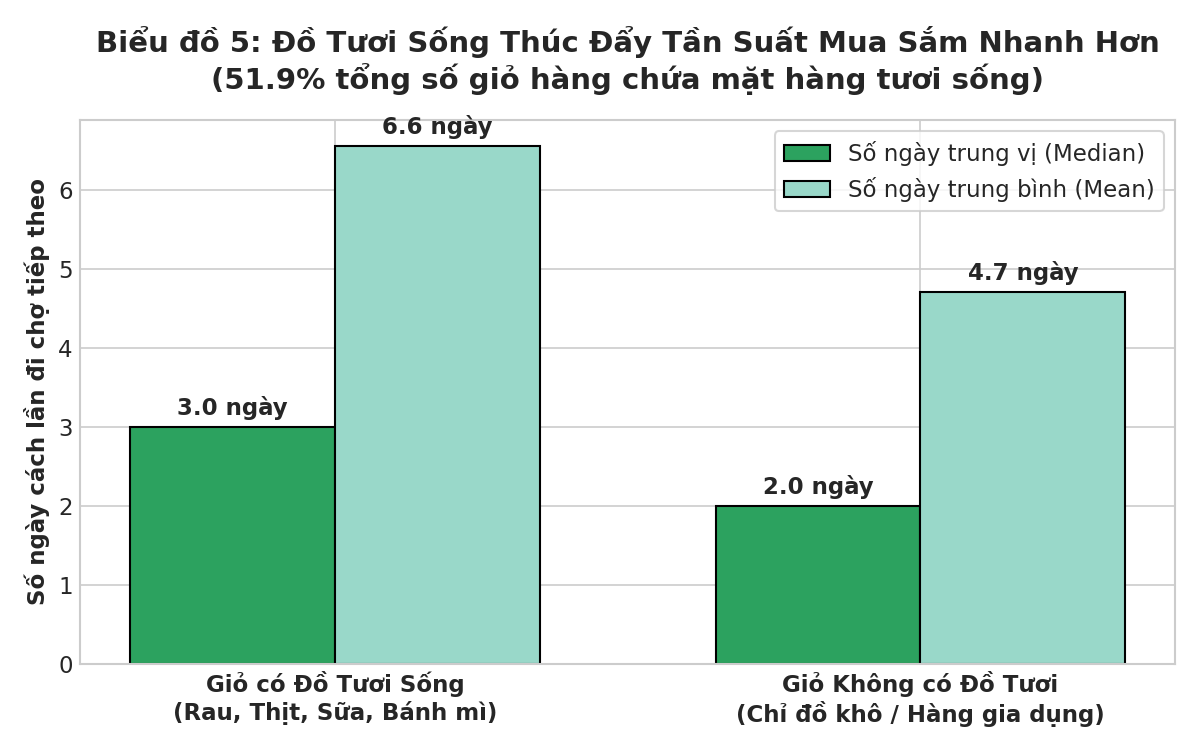 Biểu đồ 5: Đồ Tươi Sống Thúc Đẩy Tần Suất Mua Sắm Nhanh Hơn
(51.9% tổng số giỏ hàng chứa mặt hàng tươi sống)
Số ngày cách lần đi chợ tiếp theo
6
5
4
3
2
1
0
6.6 ngày
3.0 ngày
4.7 ngày
2.0 ngày
Số ngày trung vị (Median)
Số ngày trung bình (Mean)
Giỏ có Đồ Tươi Sống
(Rau, Thịt, Sữa, Bánh mì)
Giỏ Không có Đồ Tươi
(Chỉ đồ khô / Hàng gia dụng)